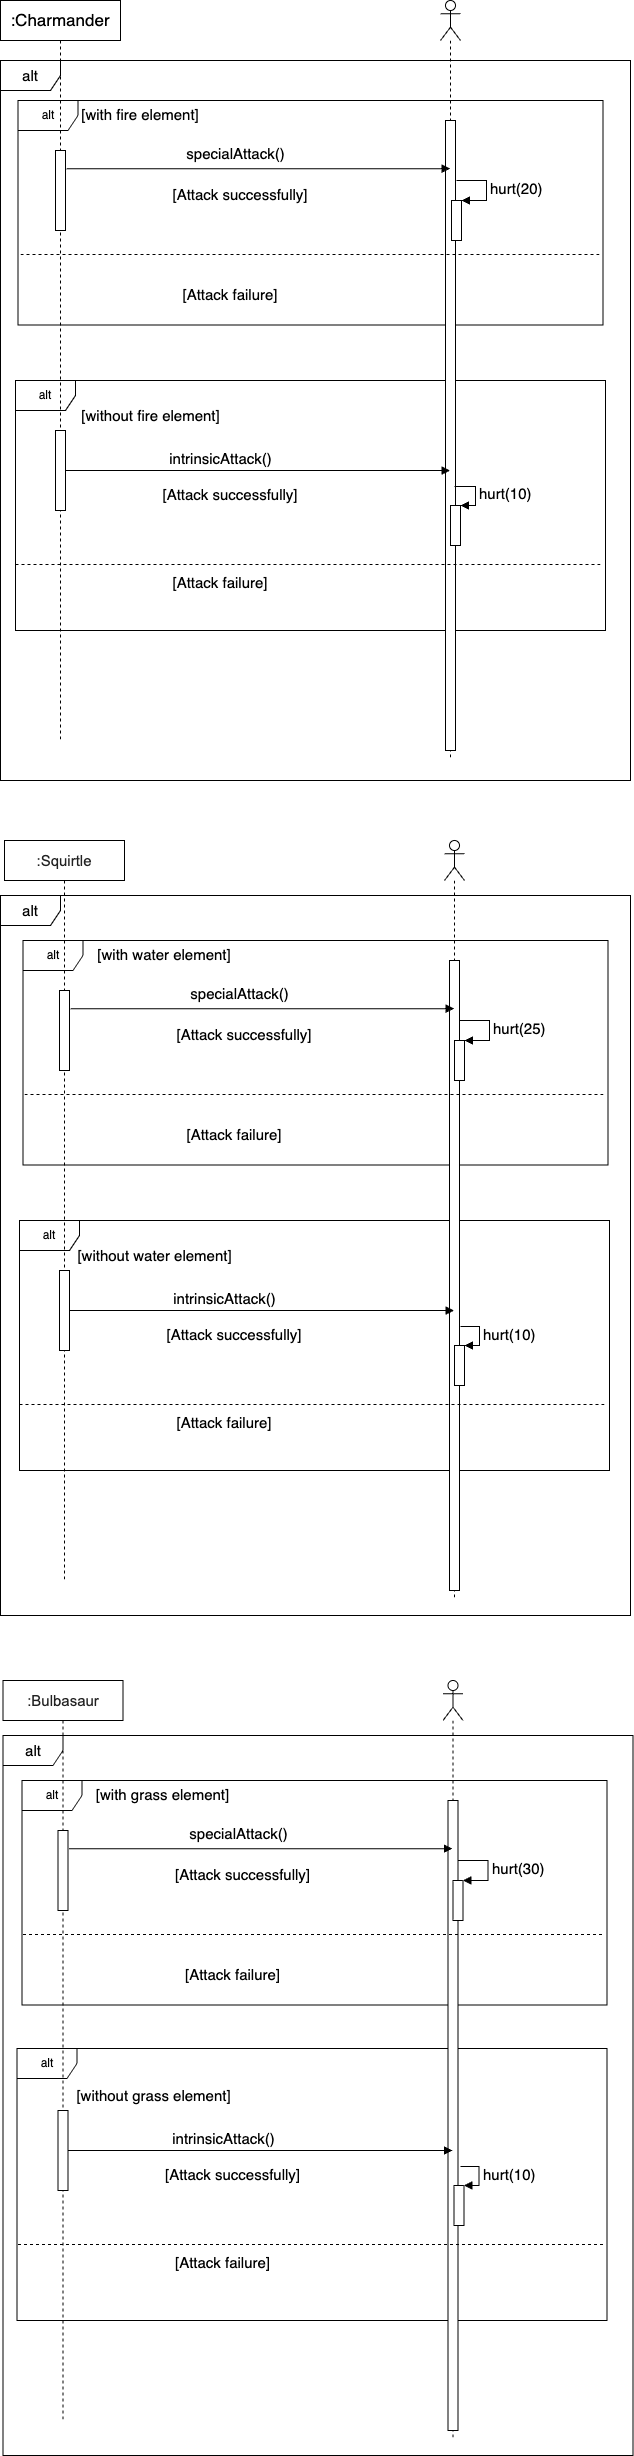 :Charmander
alt
alt
[with fire element]
specialAttack()
[Attack successfully]
hurt(20)
[Attack failure]
alt
[without fire element]
intrinsicAttack()
[Attack successfully]
hurt(10)
[Attack failure]
:Squirtle
alt
alt
[with water element]
specialAttack()
[Attack successfully]
hurt(25)
[Attack failure]
alt
[without water element]
intrinsicAttack()
[Attack successfully]
hurt(10)
[Attack failure]
:Bulbasaur
alt
alt
[with grass element]
specialAttack()
[Attack successfully]
hurt(30)
[Attack failure]
alt
[without grass element]
intrinsicAttack()
[Attack successfully]
hurt(10)
[Attack failure]